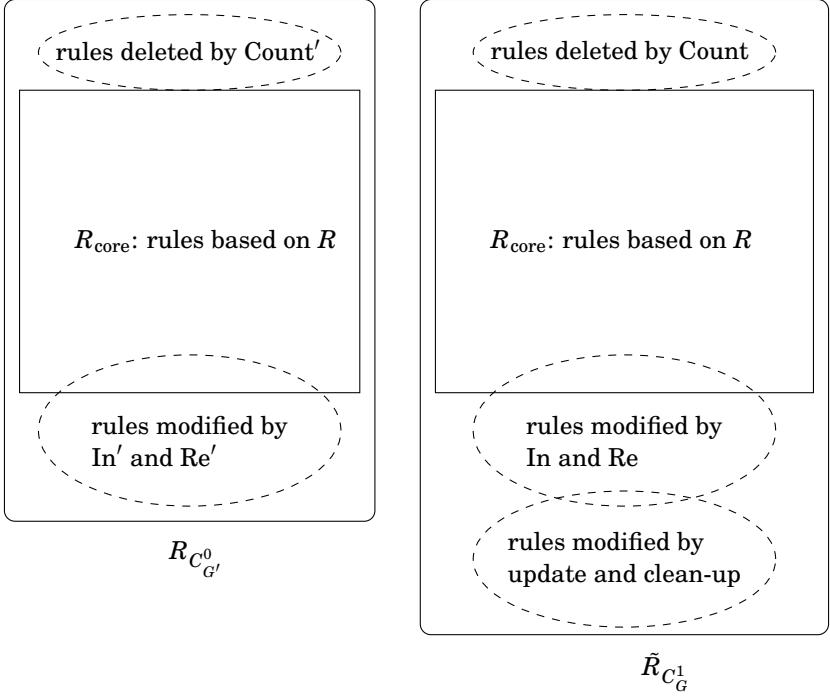 rules deleted by Count′
R_core: rules based on R
rules modified by
In′ and Re′
R_{C^0_{G′}}
rules deleted by Count
R_core: rules based on R
rules modified by
In and Re
rules modified by
update and clean-up
R̃_{C^1_G}